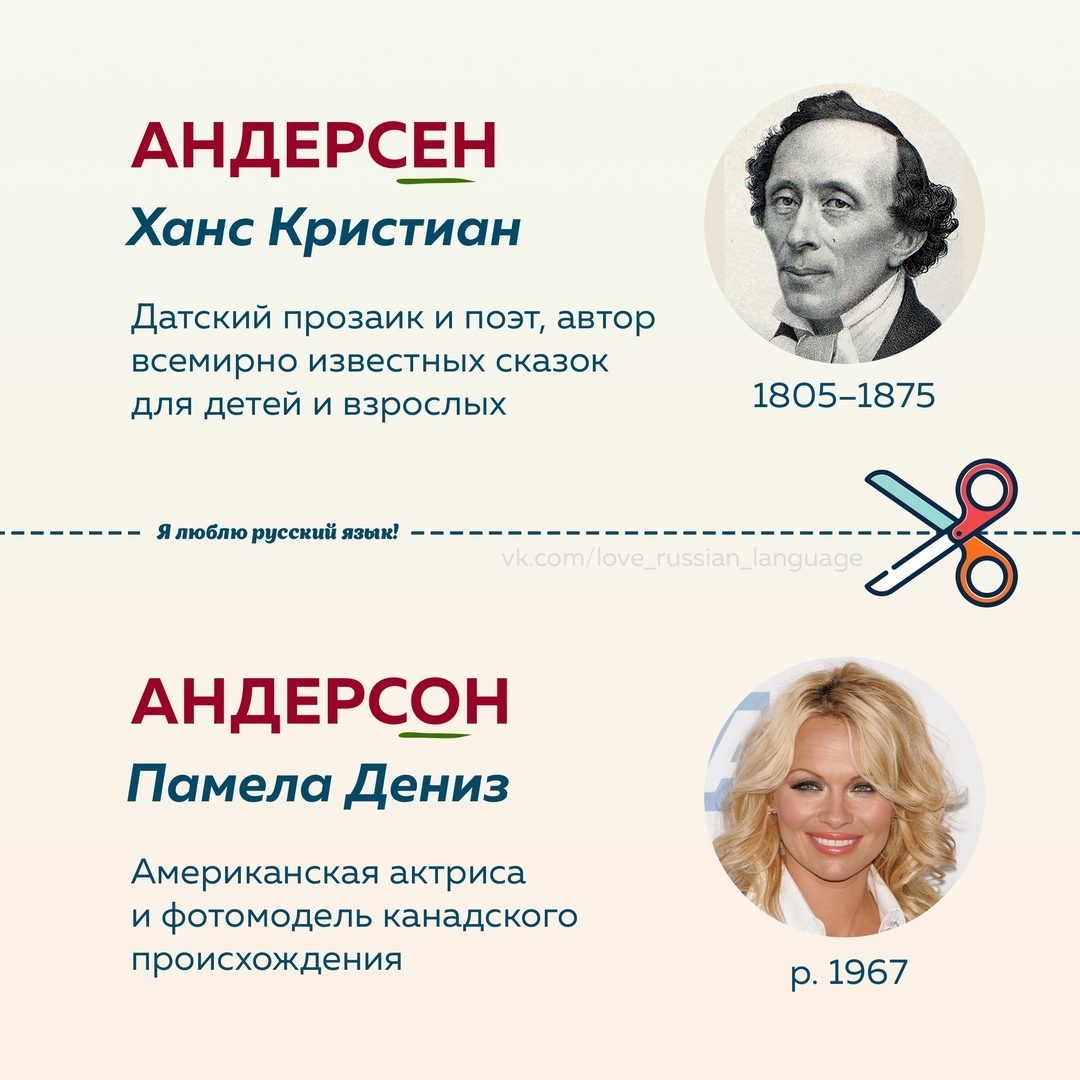 АНДЕРСЕН
Ханс Кристиан
Датский прозаик и поэт, автор
всемирно известных сказок
для детей и взрослых
1805–1875
Я люблю русский язык!
vk.com/love_russian_language
АНДЕРСОН
Памела Дениз
Американская актриса
и фотомодель канадского
происхождения
р. 1967